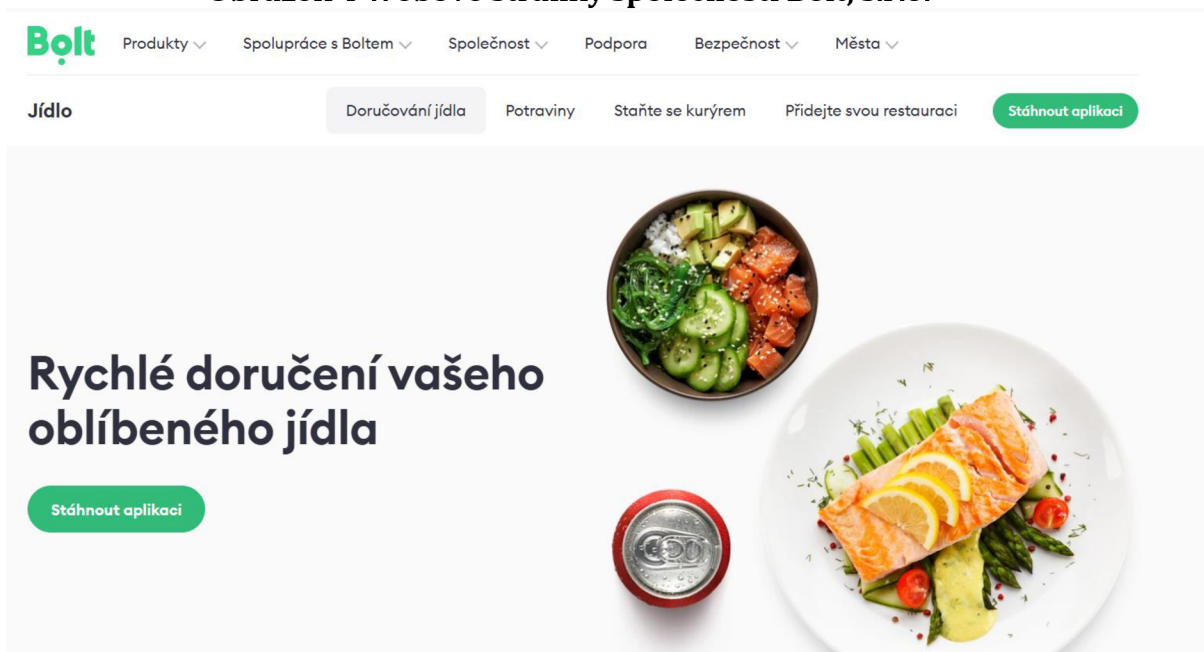 Bolt
Produkty
Spolupráce s Boltem
Společnost
Podpora
Bezpečnost
Města
Jídlo
Doručování jídla
Potraviny
Staňte se kurýrem
Přidejte svou restauraci
Stáhnout aplikaci
Rychlé doručení vašeho
oblíbeného jídla
Stáhnout aplikaci